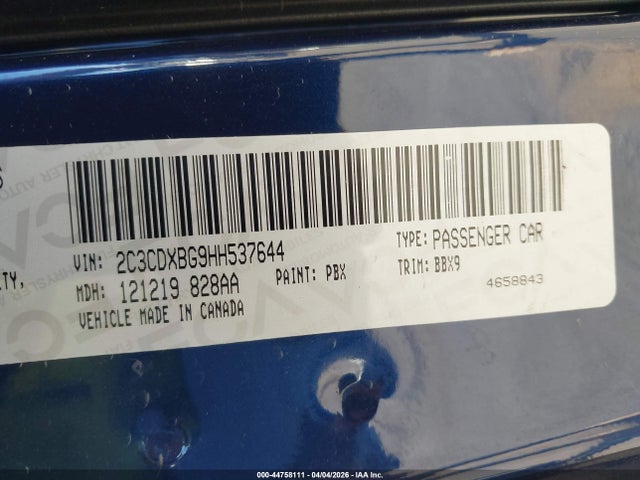 S
VIN: 2C3CDXBG9HH537644 TYPE: PASSENGER CAR
LITY,
MDH: 121219 828AA PAINT: PBX TRIM: BBX9
VEHICLE MADE IN CANADA 4658843
000-44758111 - 04/04/2026 - IAA Inc.